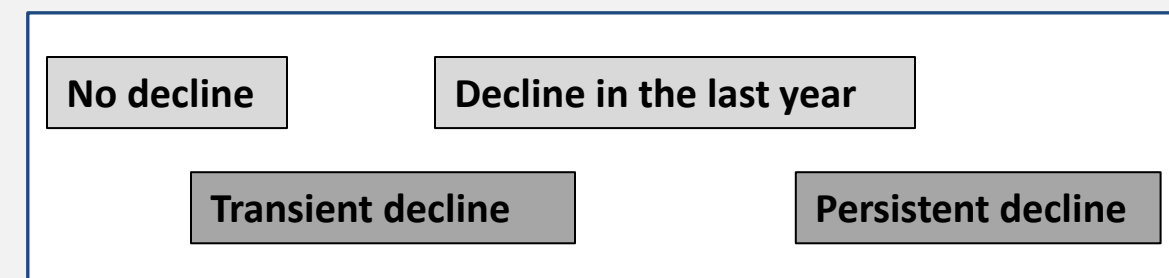 No decline
Decline in the last year
Transient decline
Persistent decline